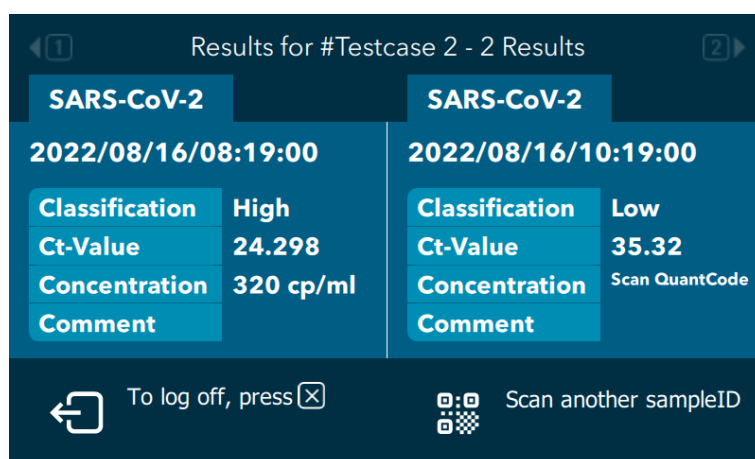 1 Results for #Testcase 2 - 2 Results 2
SARS-CoV-2
2022/08/16/08:19:00
Classification High
Ct-Value 24.298
Concentration 320 cp/ml
Comment
SARS-CoV-2
2022/08/16/10:19:00
Classification Low
Ct-Value 35.32
Concentration Scan QuantCode
Comment
To log off, press X
Scan another sampleID